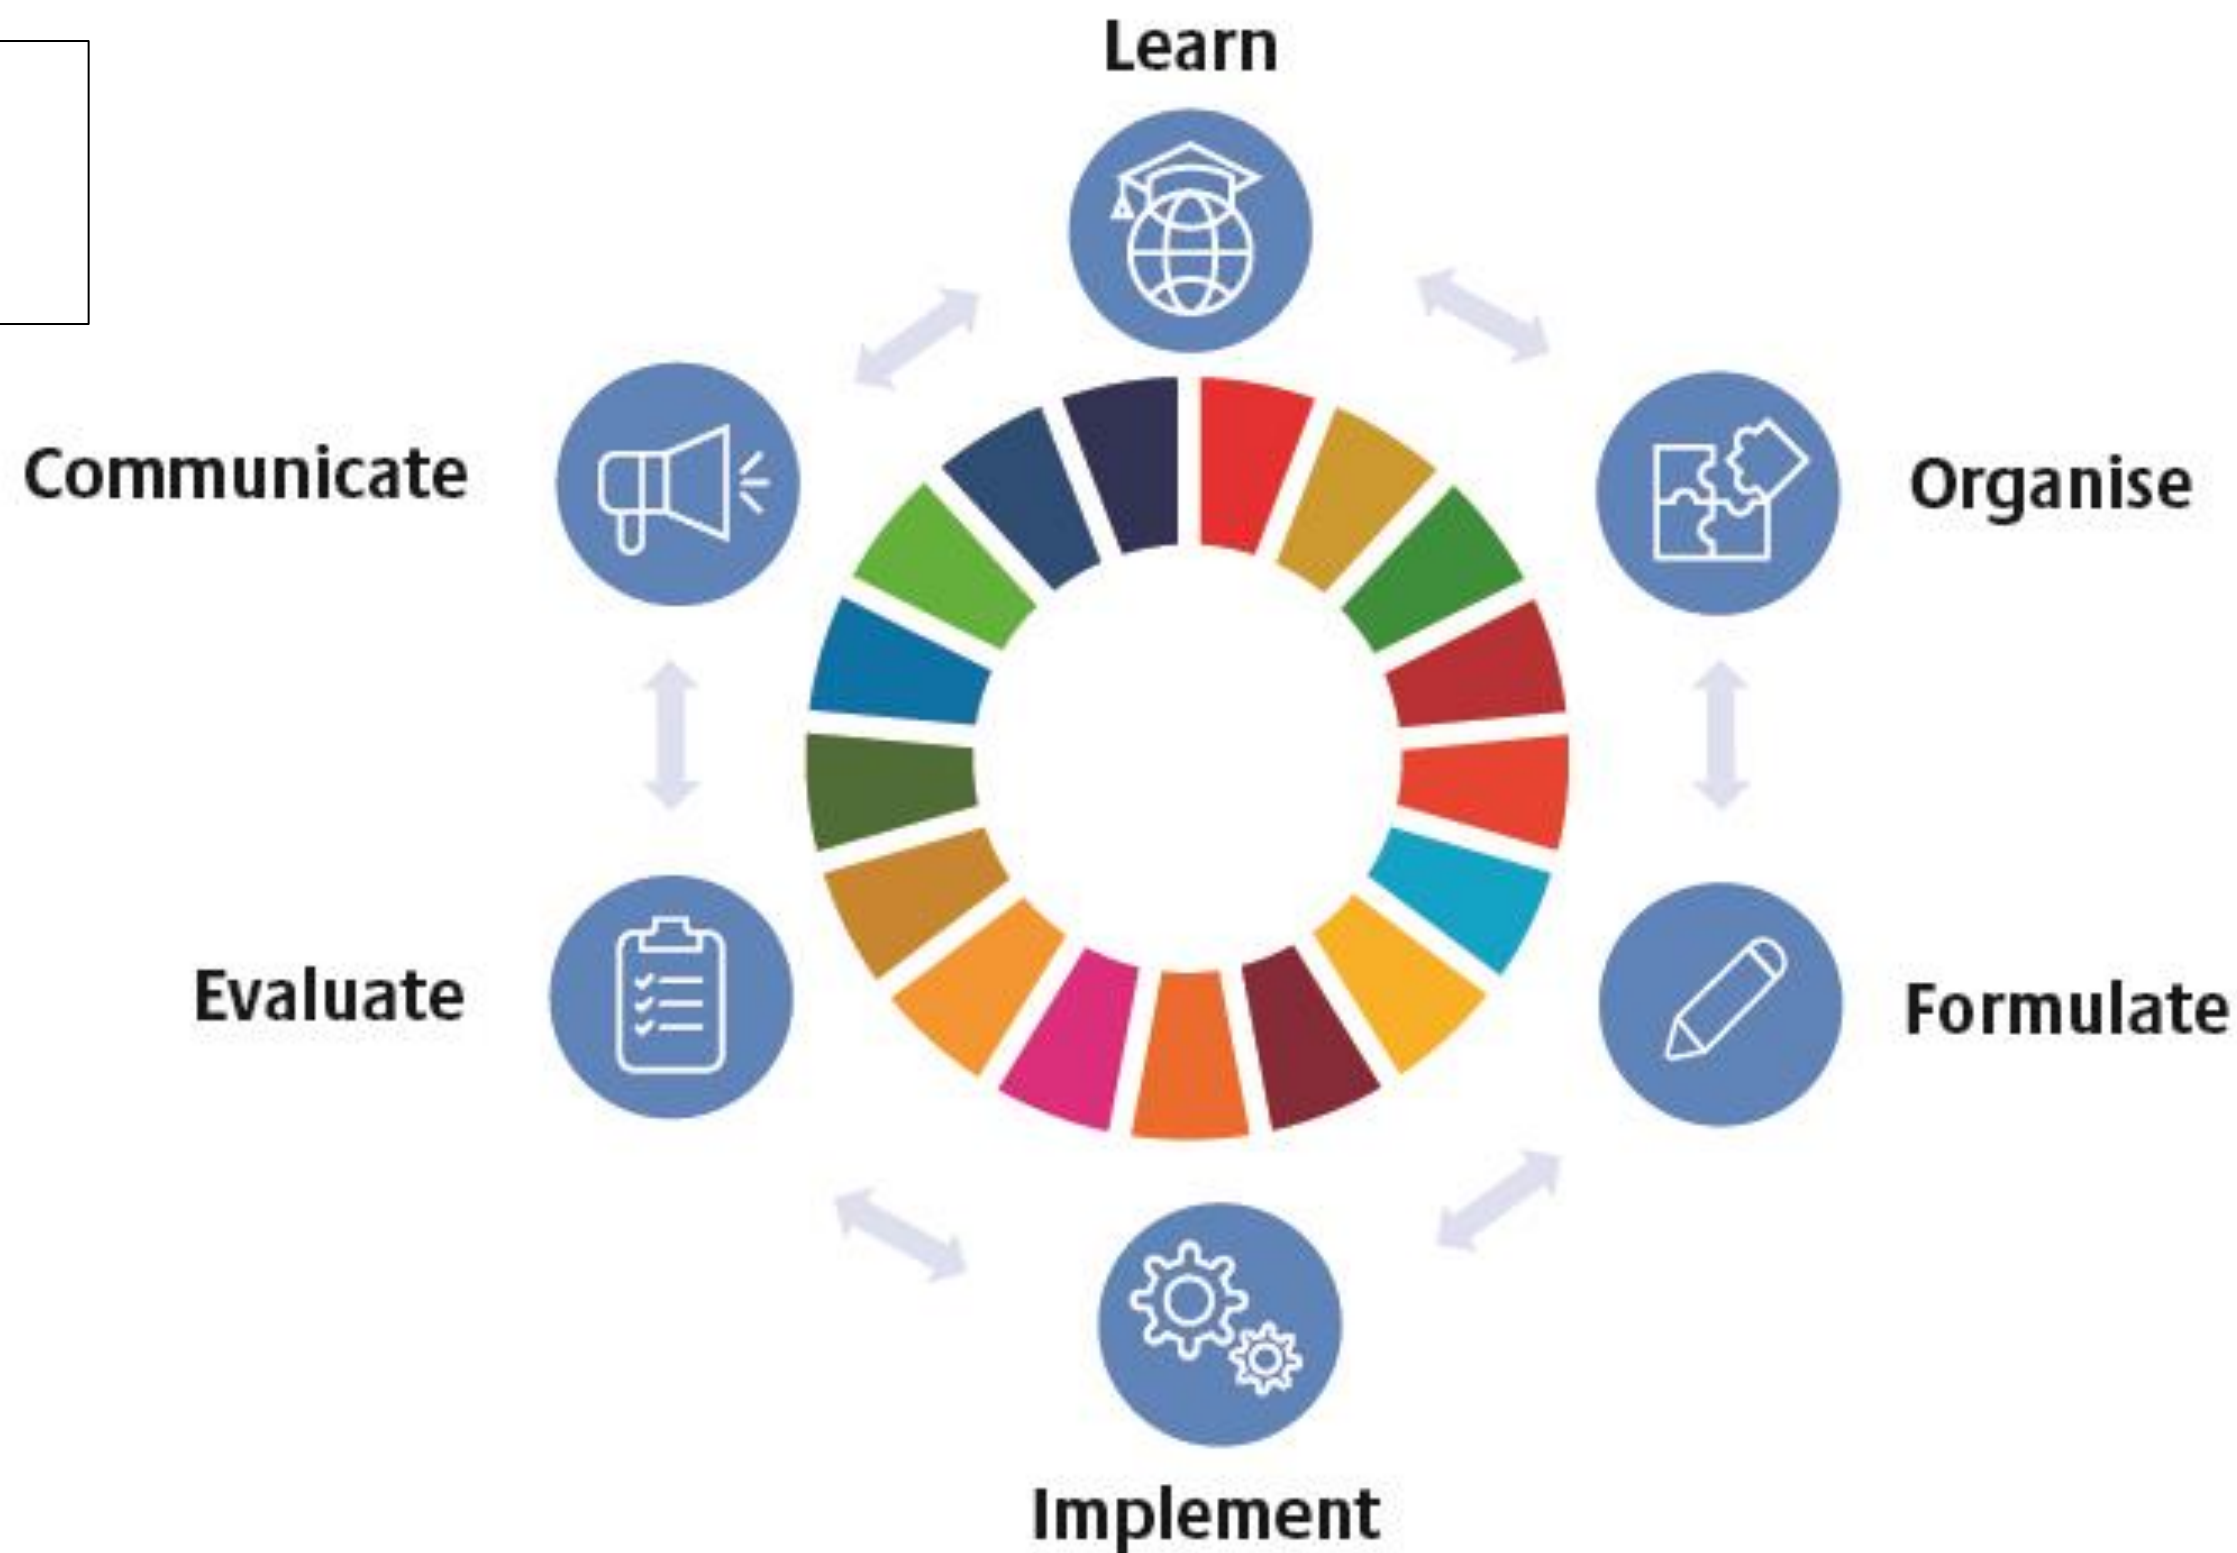 Learn
Communicate
Organise
Evaluate
Formulate
Implement